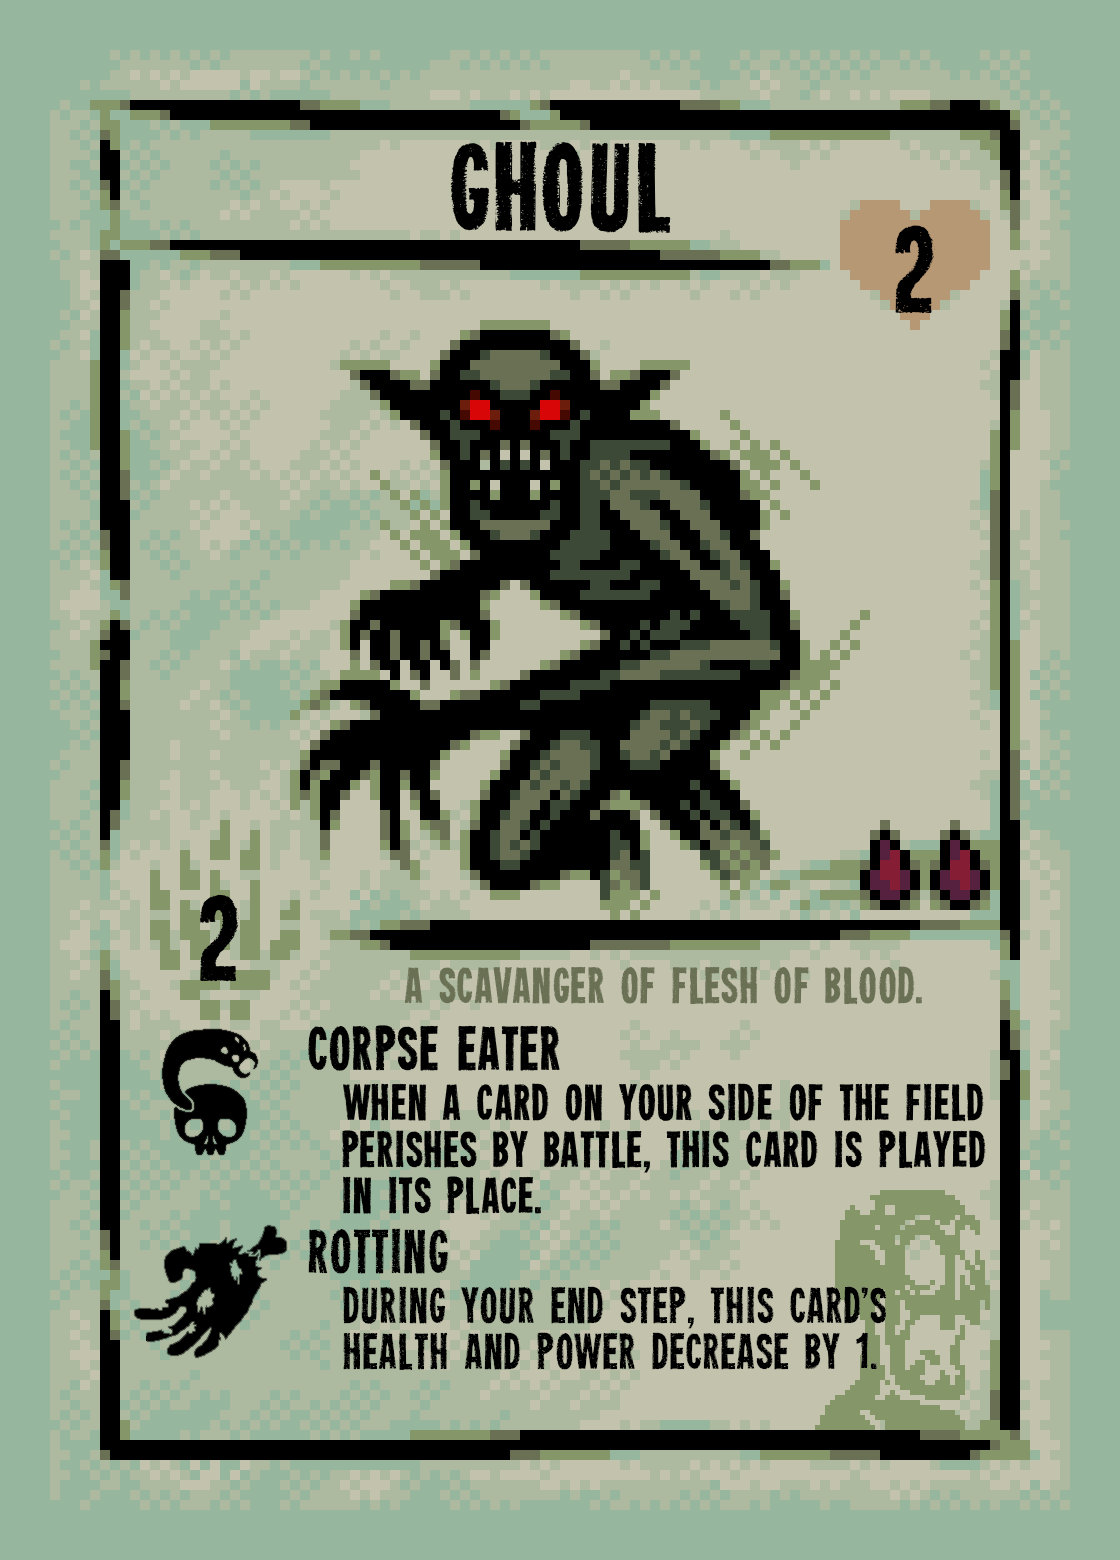 GHOUL
2
2
A SCAVANGER OF FLESH OF BLOOD.
CORPSE EATER
WHEN A CARD ON YOUR SIDE OF THE FIELD
PERISHES BY BATTLE, THIS CARD IS PLAYED
IN ITS PLACE.
ROTTING
DURING YOUR END STEP, THIS CARD'S
HEALTH AND POWER DECREASE BY 1.